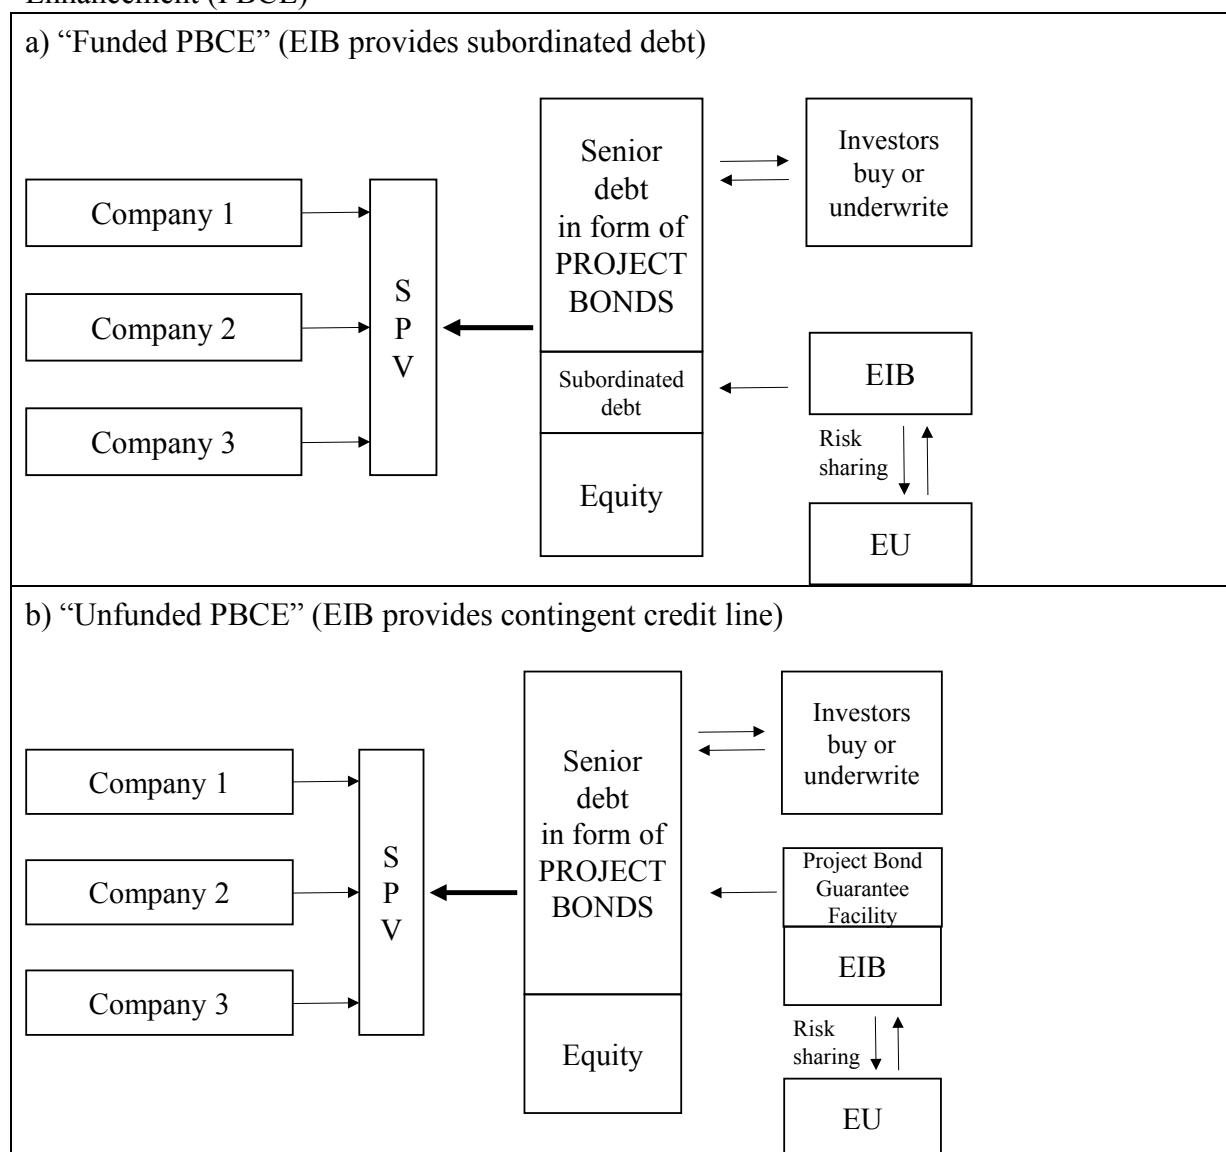 Enhancement (PBCE)
a) “Funded PBCE” (EIB provides subordinated debt)
Company 1
Company 2
Company 3
S
P
V
Senior
debt
in form of
PROJECT
BONDS
Subordinated
debt
Equity
Investors
buy or
underwrite
EIB
Risk
sharing
EU
b) “Unfunded PBCE” (EIB provides contingent credit line)
Company 1
Company 2
Company 3
S
P
V
Senior
debt
in form of
PROJECT
BONDS
Equity
Investors
buy or
underwrite
Project Bond
Guarantee
Facility
EIB
Risk
sharing
EU